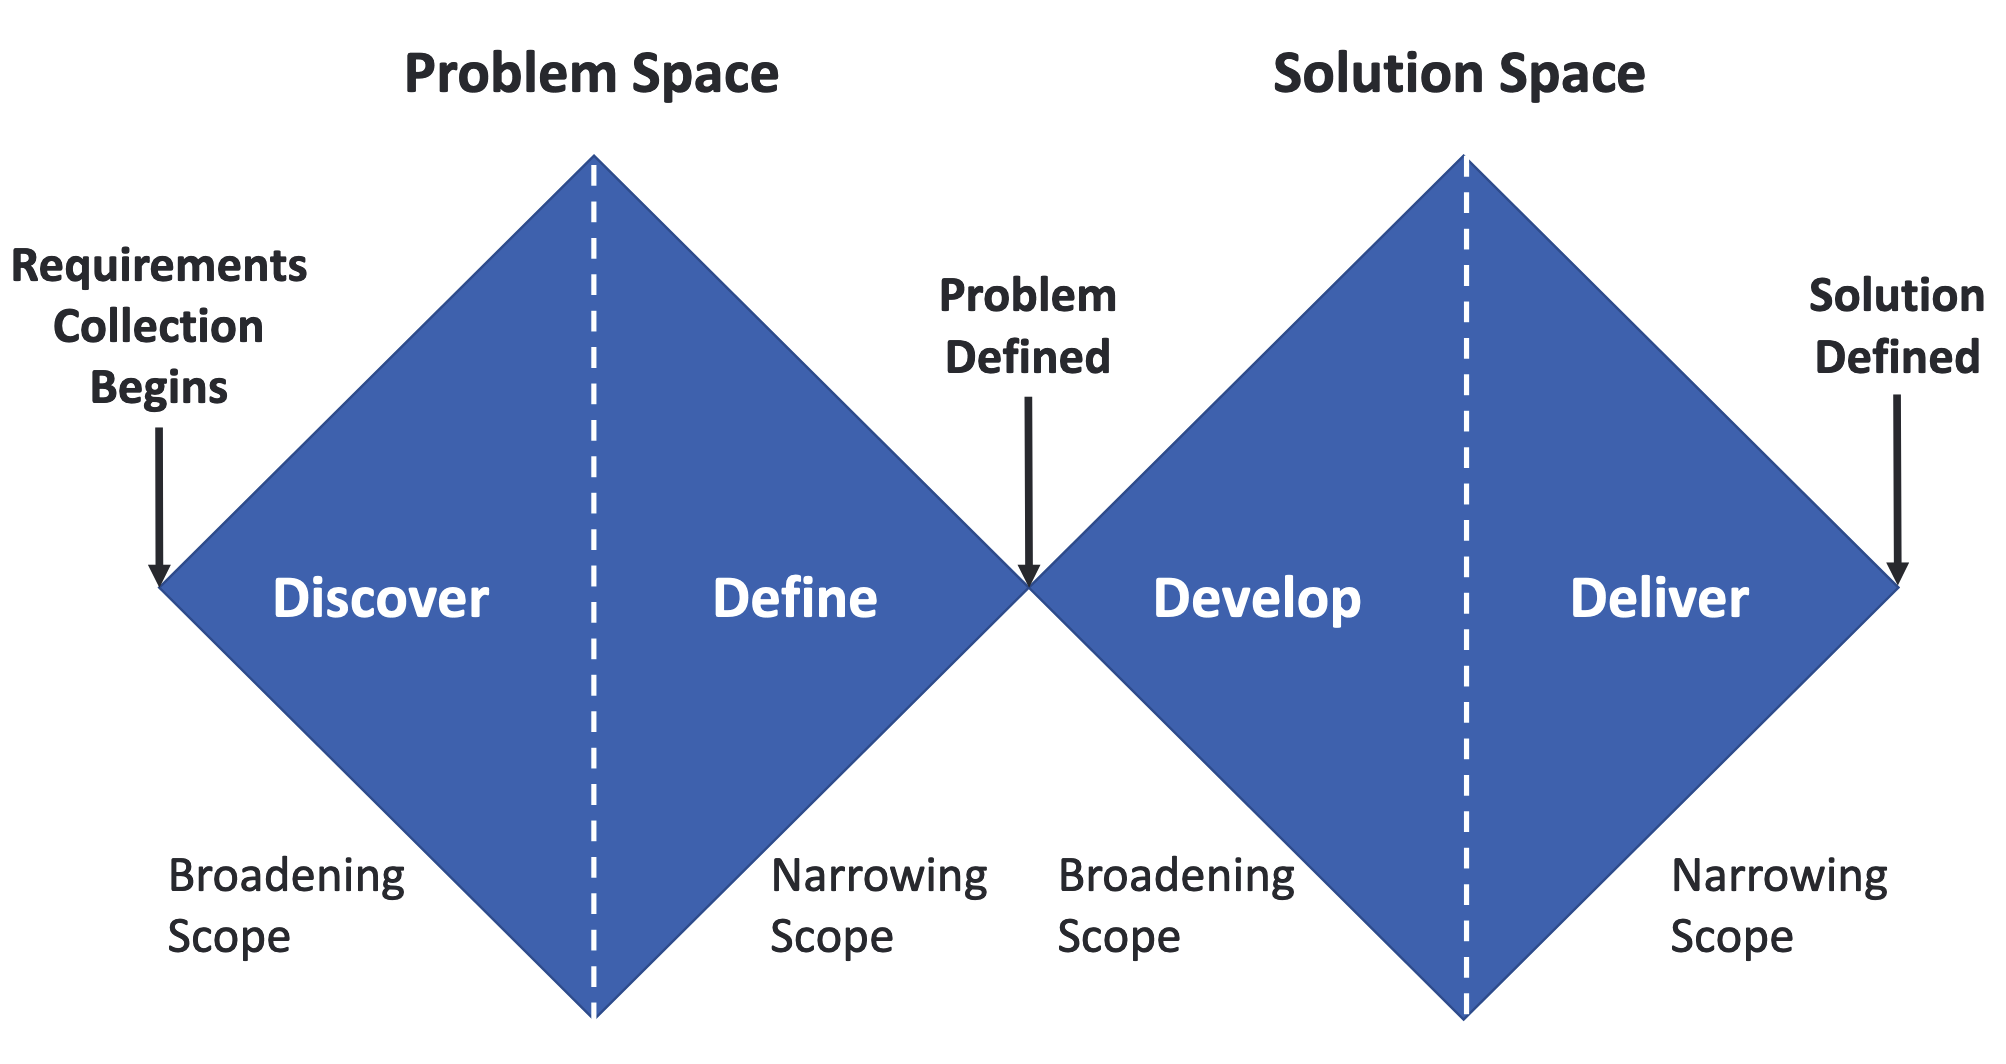 Problem Space
Solution Space
Requirements
Collection
Begins
Problem
Defined
Solution
Defined
Discover
Define
Develop
Deliver
Broadening
Scope
Narrowing
Scope
Broadening
Scope
Narrowing
Scope